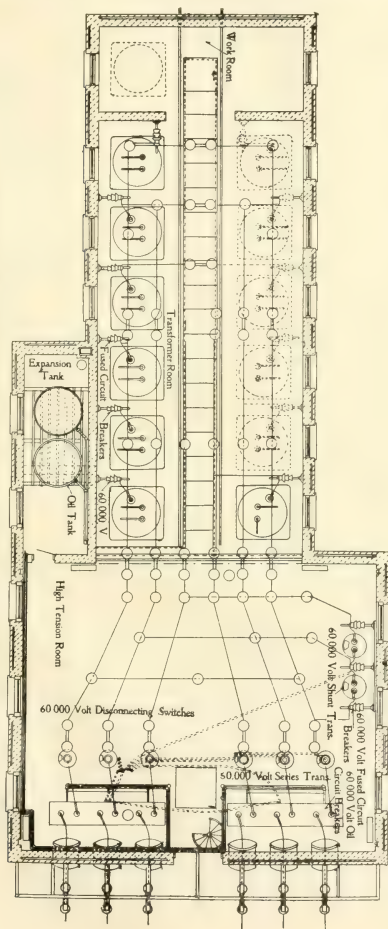 Work Room
Transformer Room
Fused Circuit
Breakers
60 000 V
Expansion
Tank
Oil Tank
High Tension Room
60 000 Volt Shunt Trans.
60 000 Volt Fused Circuit
Breakers
60 000 Volt Oil
Circuit Breakers
60 000 Volt Disconnecting Switches
60,000 Volt Series Trans.